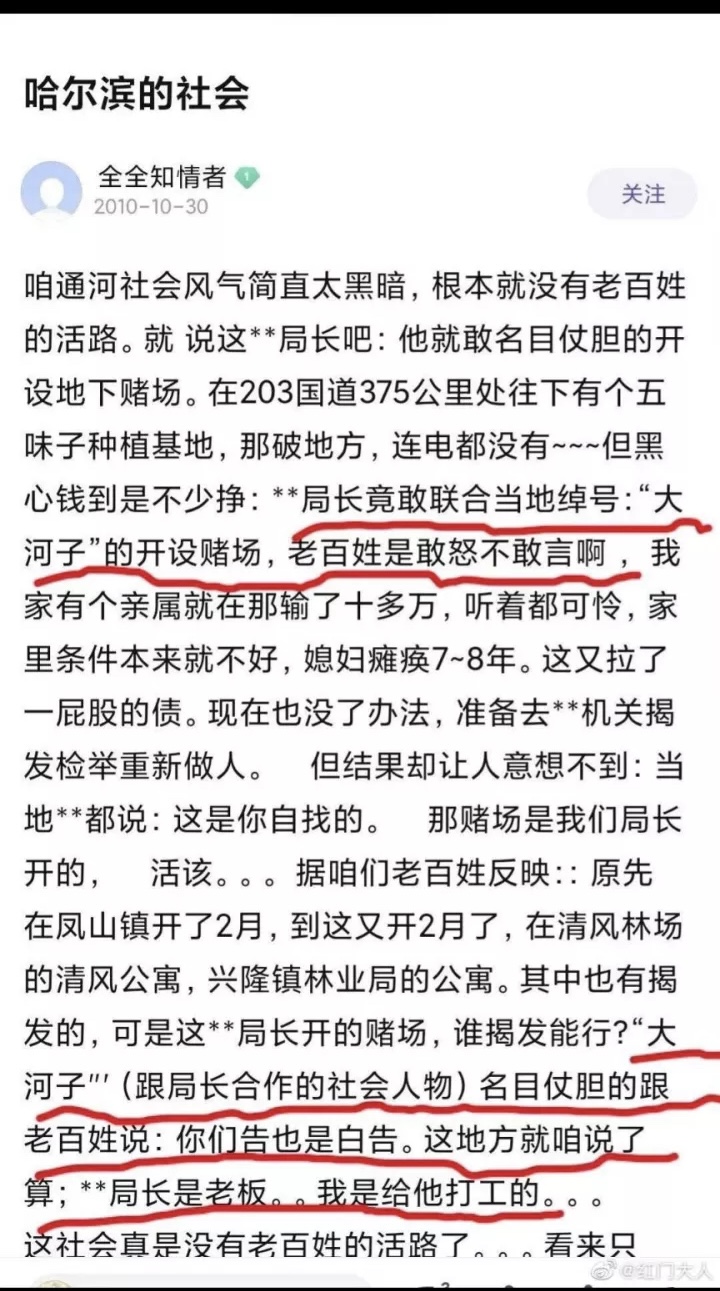 哈尔滨的社会
全全知情者
1
2010-10-30
关注
咱通河社会风气简直太黑暗，根本就没有老百姓
的活路。就 说这**局长吧：他就敢名目仗胆的开
设地下赌场。在203国道375公里处往下有个五
味子种植基地，那破地方，连电都没有~~~但黑
心钱到是不少挣：**局长竟敢联合当地绰号：“大
河子”的开设赌场，老百姓是敢怒不敢言啊 ，我
家有个亲属就在那输了十多万，听着都可怜，家
里条件本来就不好，媳妇瘫痪7~8年。这又拉了
一屁股的债。现在也没了办法，准备去**机关揭
发检举重新做人。　但结果却让人意想不到：当
地**都说：这是你自找的。　那赌场是我们局长
开的，　活该。。。据咱们老百姓反映：：原先
在凤山镇开了2月，到这又开2月了，在清风林场
的清风公寓，兴隆镇林业局的公寓。其中也有揭
发的，可是这**局长开的赌场，谁揭发能行？“大
河子”’（跟局长合作的社会人物）名目仗胆的跟
老百姓说：你们告也是白告。这地方就咱说了
算；**局长是老板。。我是给他打工的。。。
这社会真是没有老百姓的活路了。。。看来只
@红门大人